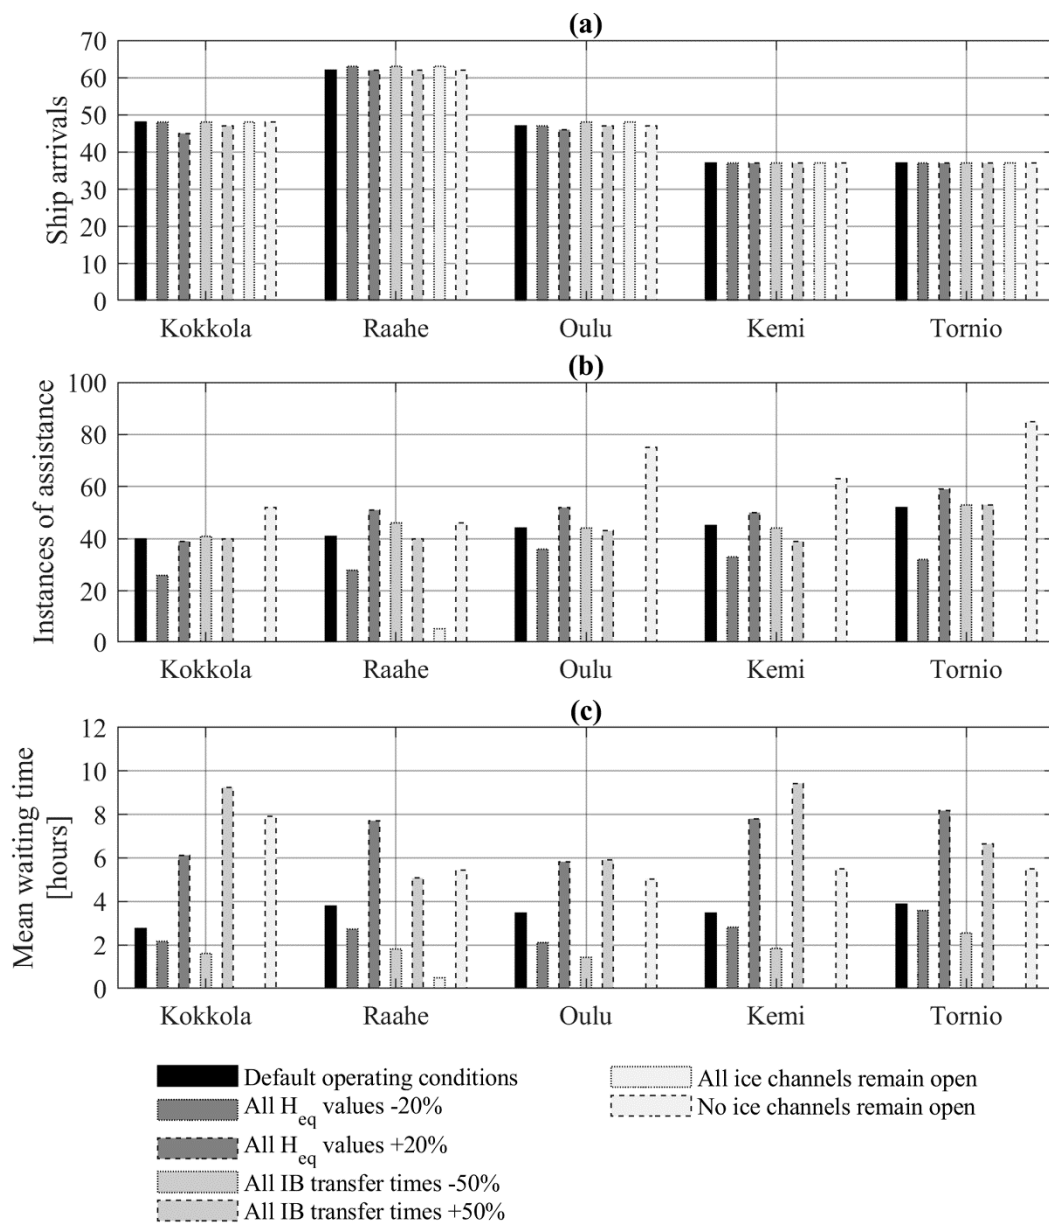 (a)
Ship arrivals
70
60
50
40
30
20
10
0
Kokkola Raahe Oulu Kemi Tornio
(b)
Instances of assistance
100
80
60
40
20
0
Kokkola Raahe Oulu Kemi Tornio
(c)
Mean waiting time
[hours]
12
10
8
6
4
2
0
Kokkola Raahe Oulu Kemi Tornio
Default operating conditions
All Heq values -20%
All Heq values +20%
All IB transfer times -50%
All IB transfer times +50%
All ice channels remain open
No ice channels remain open